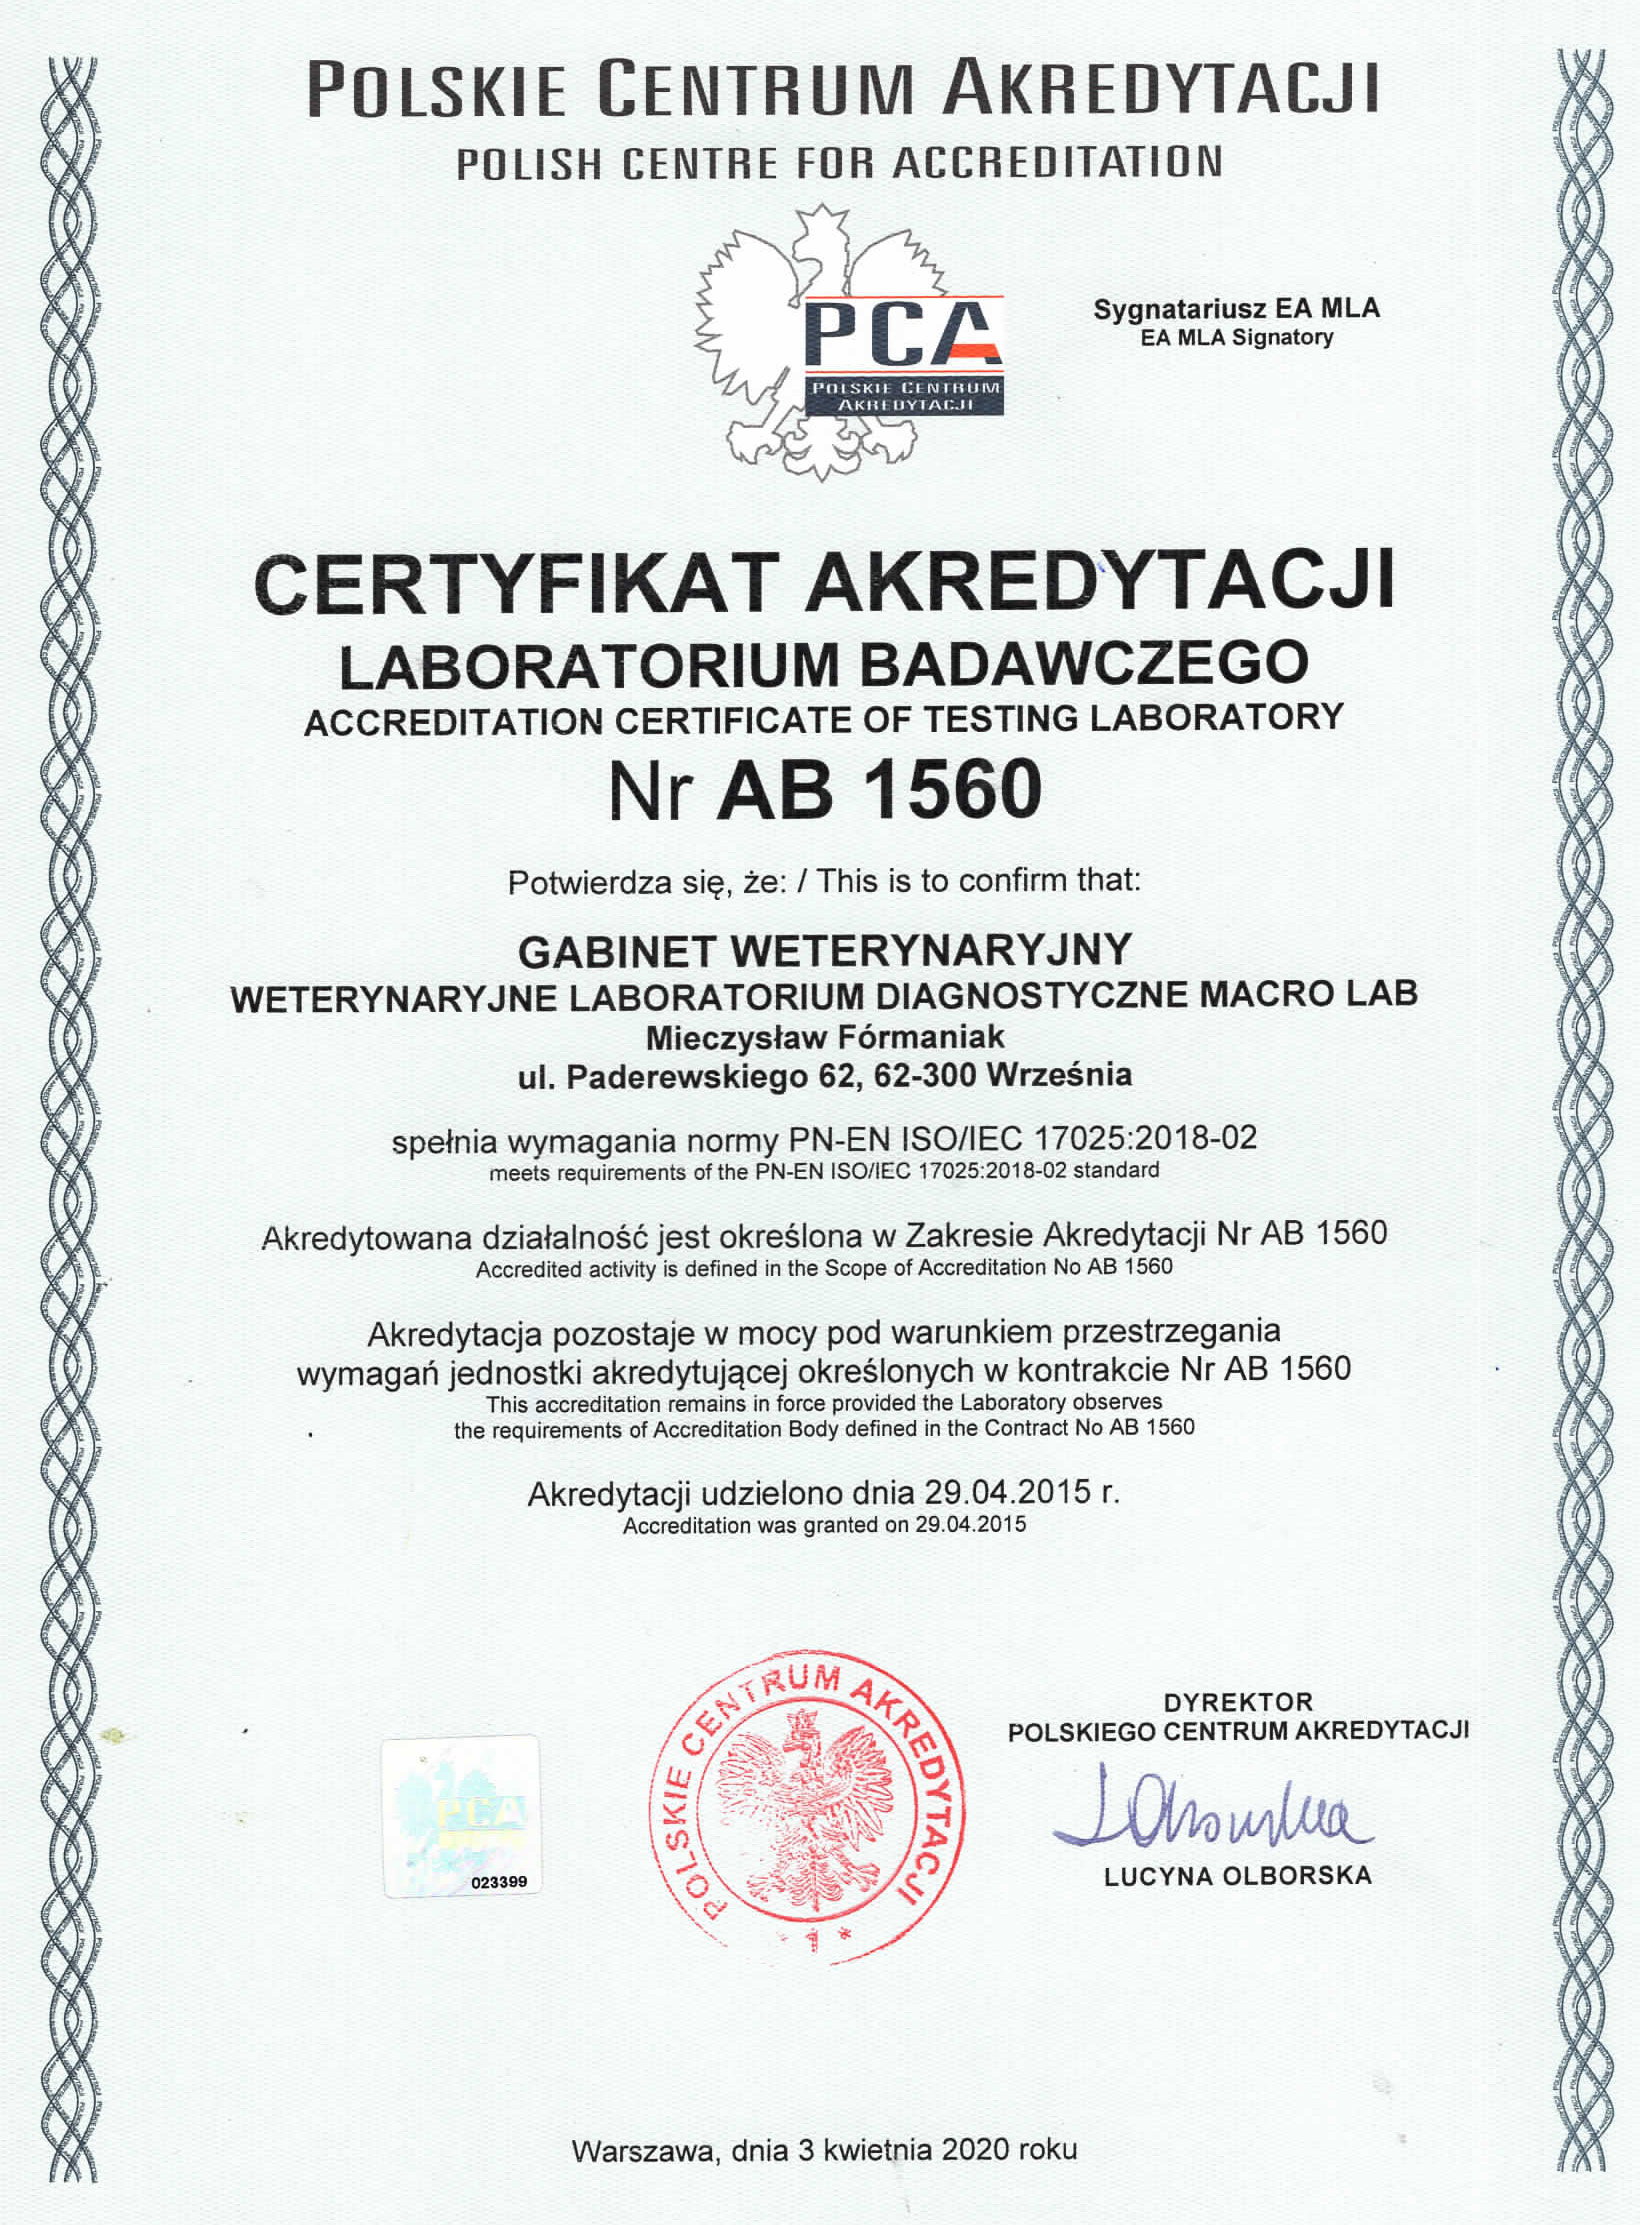 POLSKIE CENTRUM AKREDYTACJI
POLISH CENTRE FOR ACCREDITATION
PCA
POLSKIE CENTRUM
AKREDYTACJI
Sygnatariusz EA MLA
EA MLA Signatory
CERTYFIKAT AKREDYTACJI
LABORATORIUM BADAWCZEGO
ACCREDITATION CERTIFICATE OF TESTING LABORATORY
Nr AB 1560
Potwierdza się, że: / This is to confirm that:
GABINET WETERYNARYJNY
WETERYNARYJNE LABORATORIUM DIAGNOSTYCZNE MACRO LAB
Mieczysław Fórmaniak
ul. Paderewskiego 62, 62-300 Września
spełnia wymagania normy PN-EN ISO/IEC 17025:2018-02
meets requirements of the PN-EN ISO/IEC 17025:2018-02 standard
Akredytowana działalność jest określona w Zakresie Akredytacji Nr AB 1560
Accredited activity is defined in the Scope of Accreditation No AB 1560
Akredytacja pozostaje w mocy pod warunkiem przestrzegania
wymagań jednostki akredytującej określonych w kontrakcie Nr AB 1560
This accreditation remains in force provided the Laboratory observes
the requirements of Accreditation Body defined in the Contract No AB 1560
Akredytacji udzielono dnia 29.04.2015 r.
Accreditation was granted on 29.04.2015
PCA
023399
POLSKIE CENTRUM AKREDYTACJI
* 1 *
DYREKTOR
POLSKIEGO CENTRUM AKREDYTACJI
LUCYNA OLBORSKA
Warszawa, dnia 3 kwietnia 2020 roku